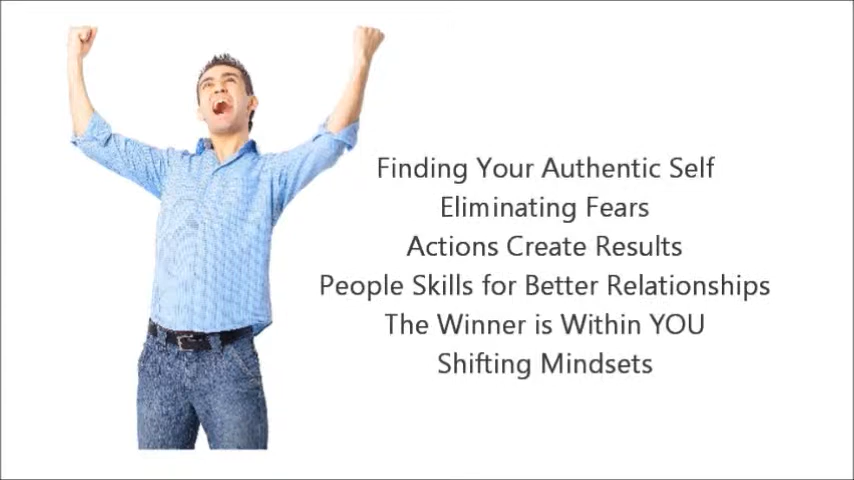 Finding Your Authentic Self
Eliminating Fears
Actions Create Results
People Skills for Better Relationships
The Winner is Within YOU
Shifting Mindsets